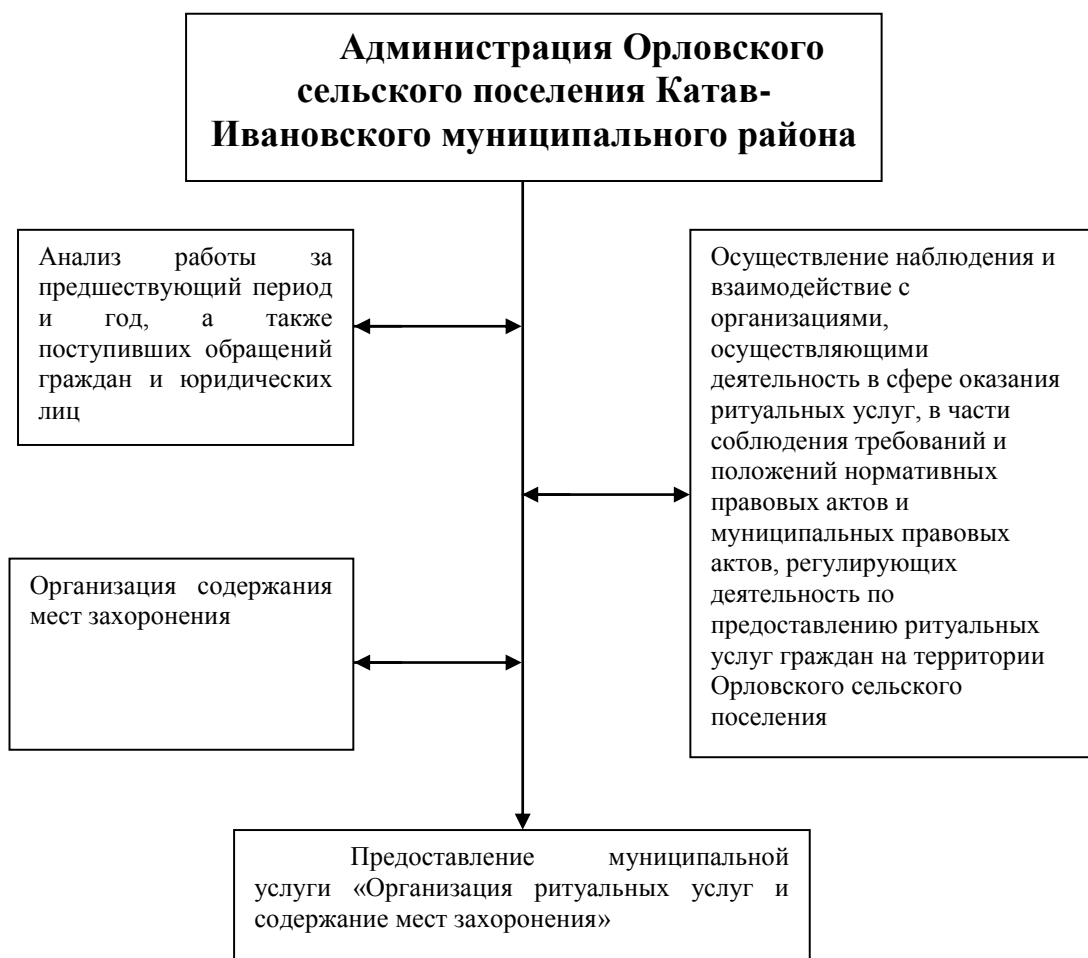 Администрация Орловского
сельского поселения Катав-
Ивановского муниципального района
Анализ работы за
предшествующий период
и год, а также
поступивших обращений
граждан и юридических
лиц
Осуществление наблюдения и
взаимодействие с
организациями,
осуществляющими
деятельность в сфере оказания
ритуальных услуг, в части
соблюдения требований и
положений нормативных
правовых актов и
муниципальных правовых
актов, регулирующих
деятельность по
предоставлению ритуальных
услуг граждан на территории
Орловского сельского
поселения
Организация содержания
мест захоронения
Предоставление муниципальной
услуги «Организация ритуальных услуг и
содержание мест захоронения»